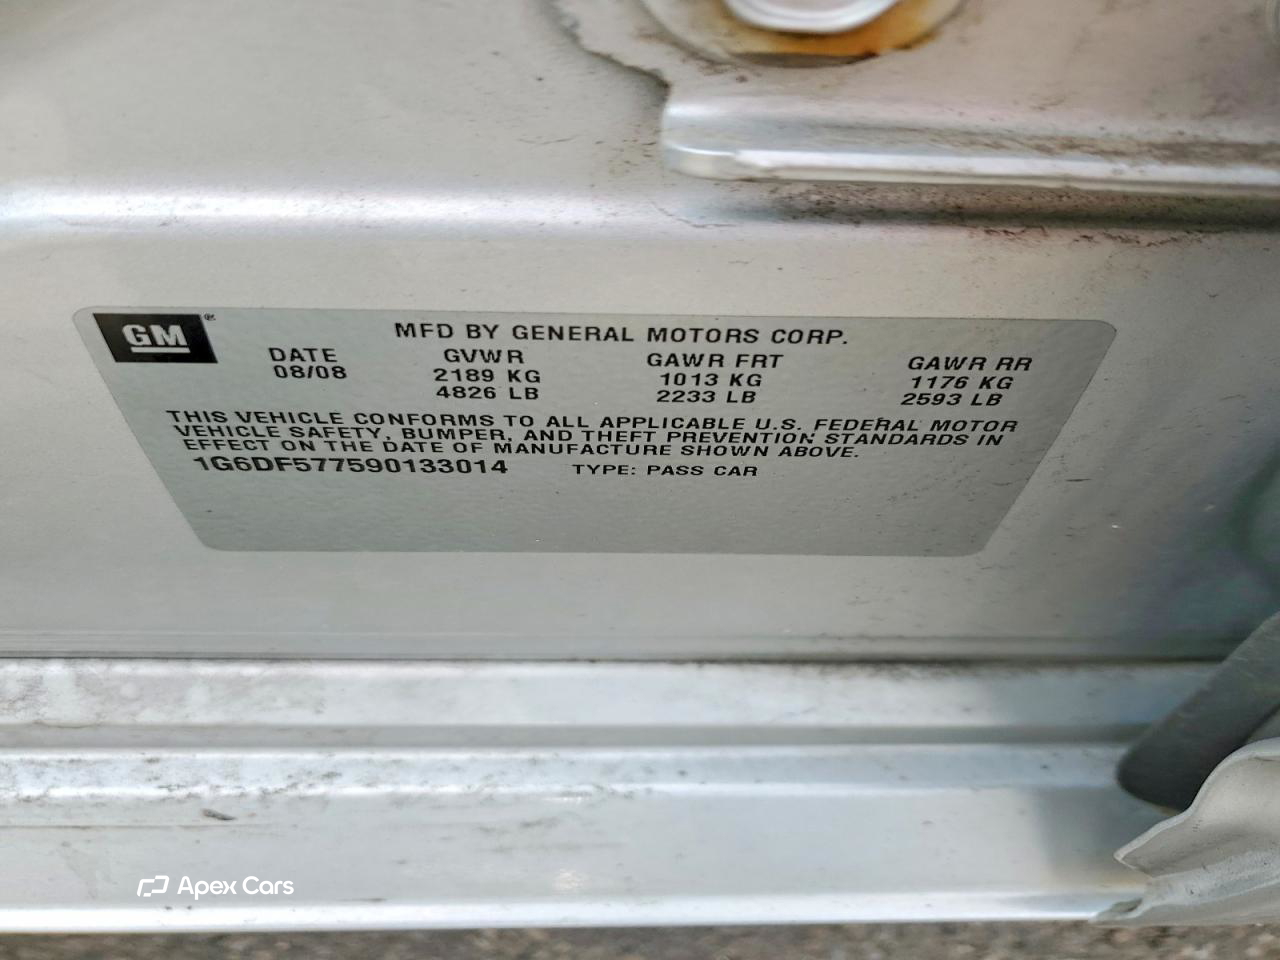 GM®
MFD BY GENERAL MOTORS CORP.
DATE GVWR GAWR FRT GAWR RR
08/08 2189 KG 1013 KG 1176 KG
4826 LB 2233 LB 2593 LB
THIS VEHICLE CONFORMS TO ALL APPLICABLE U.S. FEDERAL MOTOR
VEHICLE SAFETY, BUMPER, AND THEFT PREVENTION STANDARDS IN
EFFECT ON THE DATE OF MANUFACTURE SHOWN ABOVE.
1G6DF577590133014 TYPE: PASS CAR
Apex Cars